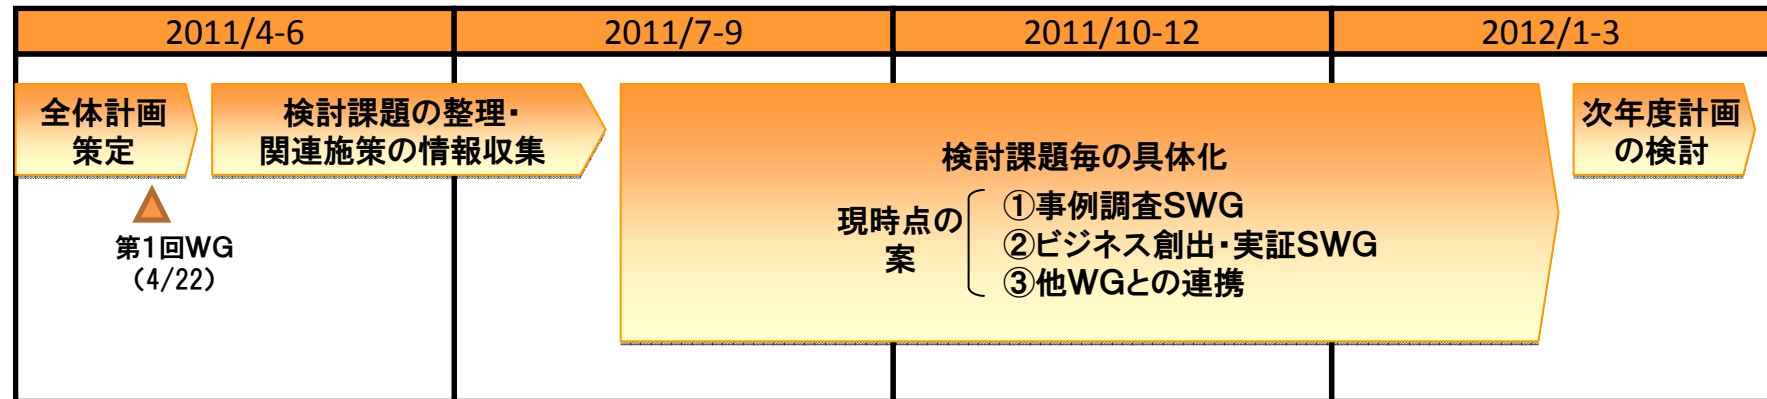 2011/4-6
2011/7-9
2011/10-12
2012/1-3
全体計画
策定
検討課題の整理・
関連施策の情報収集
検討課題毎の具体化
現時点の
案
①事例調査SWG
②ビジネス創出・実証SWG
③他WGとの連携
次年度計画
の検討
第1回WG
(4/22)